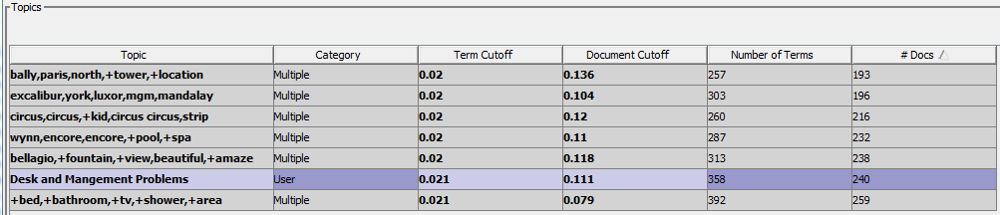 Topics
Topic Category Term Cutoff Document Cutoff Number of Terms # Docs
bally,paris,north,+tower,+location Multiple 0.02 0.136 257 193
excalibur,york,luxor,mgm,mandalay Multiple 0.02 0.104 303 196
circus,circus,+kid,circus circus,strip Multiple 0.02 0.12 260 216
wynn,encore,encore,+pool,+spa Multiple 0.02 0.11 287 232
bellagio,+fountain,+view,beautiful,+amaze Multiple 0.02 0.118 313 238
Desk and Mangement Problems User 0.021 0.111 358 240
+bed,+bathroom,+tv,+shower,+area Multiple 0.021 0.079 392 259